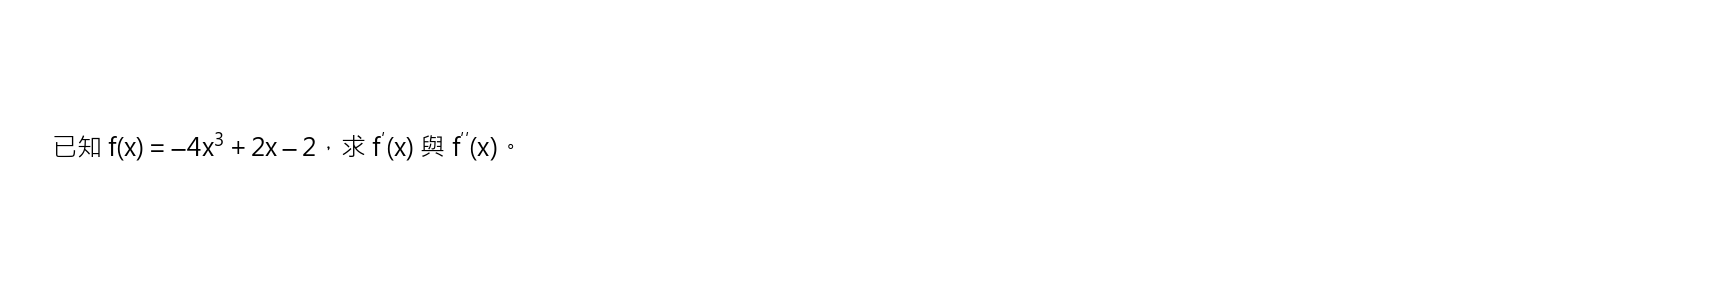 已知 f(x) = −4x³ + 2x − 2，求 f′(x) 與 f′′(x)。